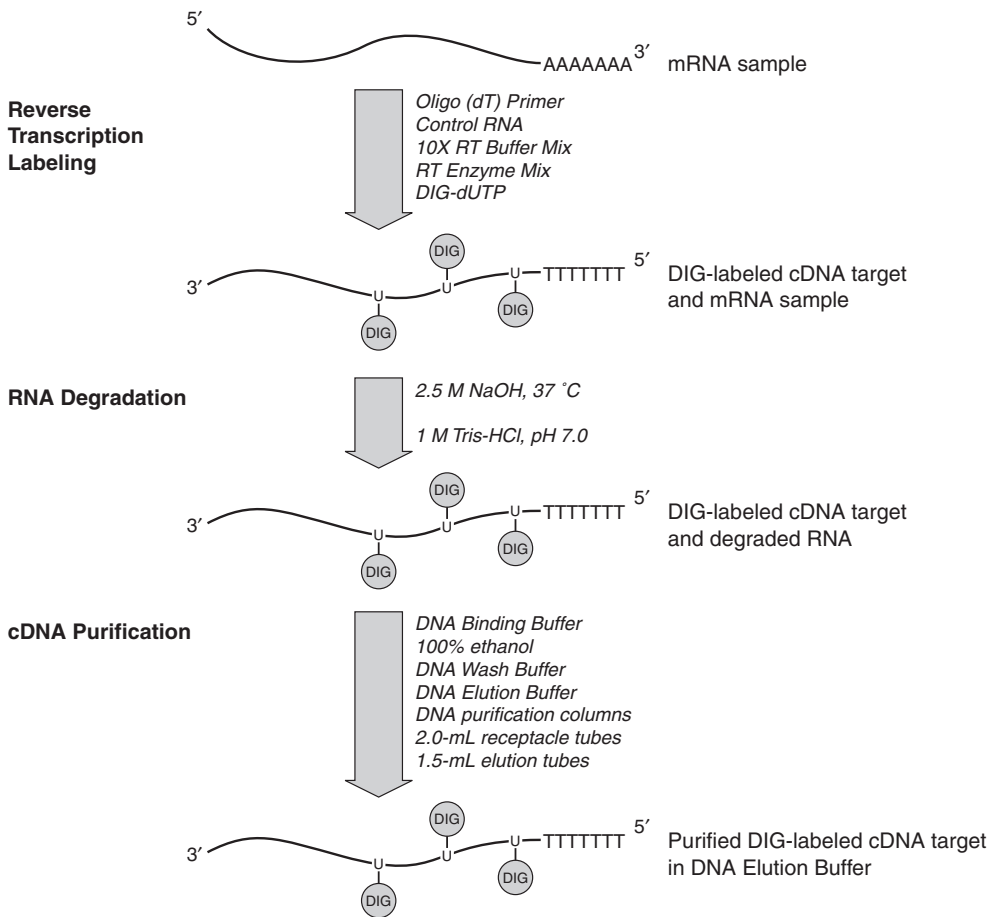 5′
AAAAAAA 3′ mRNA sample
Reverse
Transcription
Labeling
Oligo (dT) Primer
Control RNA
10X RT Buffer Mix
RT Enzyme Mix
DIG-dUTP
DIG
3′ U U U TTTTTTT 5′
DIG DIG
DIG-labeled cDNA target
and mRNA sample
RNA Degradation
2.5 M NaOH, 37 ˚C
1 M Tris-HCl, pH 7.0
DIG
3′ U U U TTTTTTT 5′
DIG DIG
DIG-labeled cDNA target
and degraded RNA
cDNA Purification
DNA Binding Buffer
100% ethanol
DNA Wash Buffer
DNA Elution Buffer
DNA purification columns
2.0-mL receptacle tubes
1.5-mL elution tubes
DIG
3′ U U U TTTTTTT 5′
DIG DIG
Purified DIG-labeled cDNA target
in DNA Elution Buffer